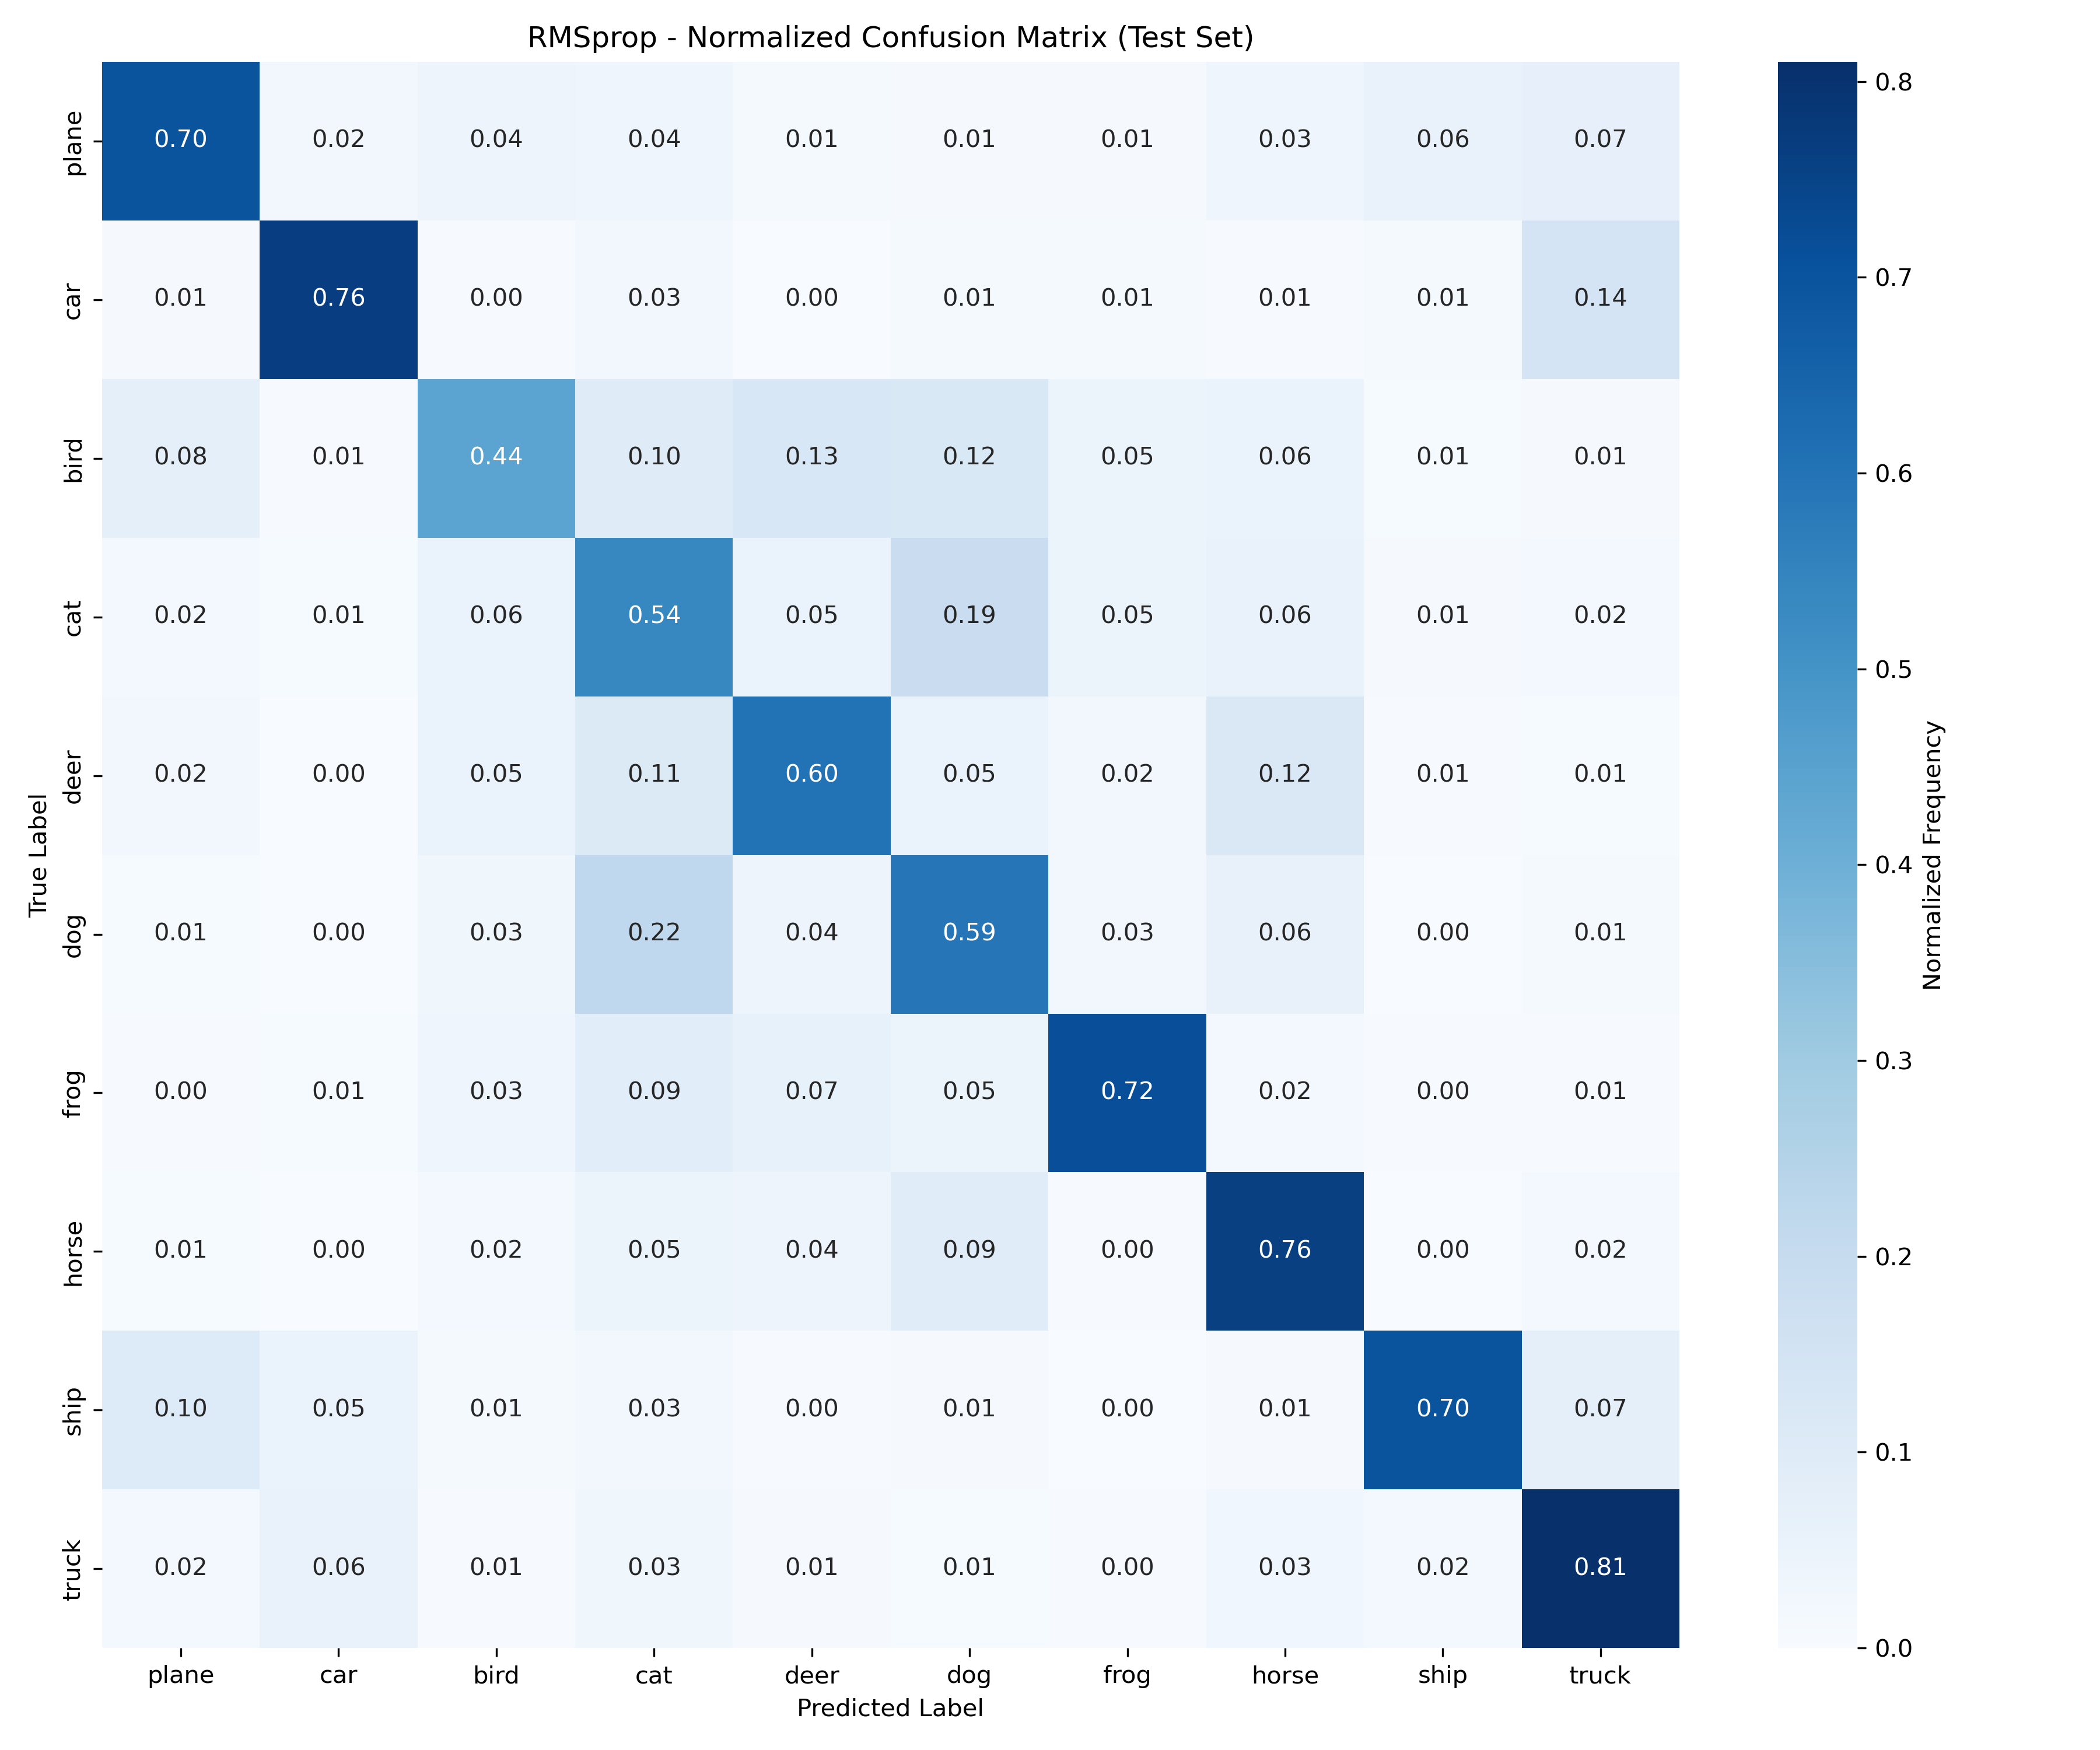 RMSprop - Normalized Confusion Matrix (Test Set)
True Label
plane 0.70 0.02 0.04 0.04 0.01 0.01 0.01 0.03 0.06 0.07
car 0.01 0.76 0.00 0.03 0.00 0.01 0.01 0.01 0.01 0.14
bird 0.08 0.01 0.44 0.10 0.13 0.12 0.05 0.06 0.01 0.01
cat 0.02 0.01 0.06 0.54 0.05 0.19 0.05 0.06 0.01 0.02
deer 0.02 0.00 0.05 0.11 0.60 0.05 0.02 0.12 0.01 0.01
dog 0.01 0.00 0.03 0.22 0.04 0.59 0.03 0.06 0.00 0.01
frog 0.00 0.01 0.03 0.09 0.07 0.05 0.72 0.02 0.00 0.01
horse 0.01 0.00 0.02 0.05 0.04 0.09 0.00 0.76 0.00 0.02
ship 0.10 0.05 0.01 0.03 0.00 0.01 0.00 0.01 0.70 0.07
truck 0.02 0.06 0.01 0.03 0.01 0.01 0.00 0.03 0.02 0.81
plane car bird cat deer dog frog horse ship truck
Predicted Label
0.8
0.7
0.6
0.5
0.4
0.3
0.2
0.1
0.0
Normalized Frequency